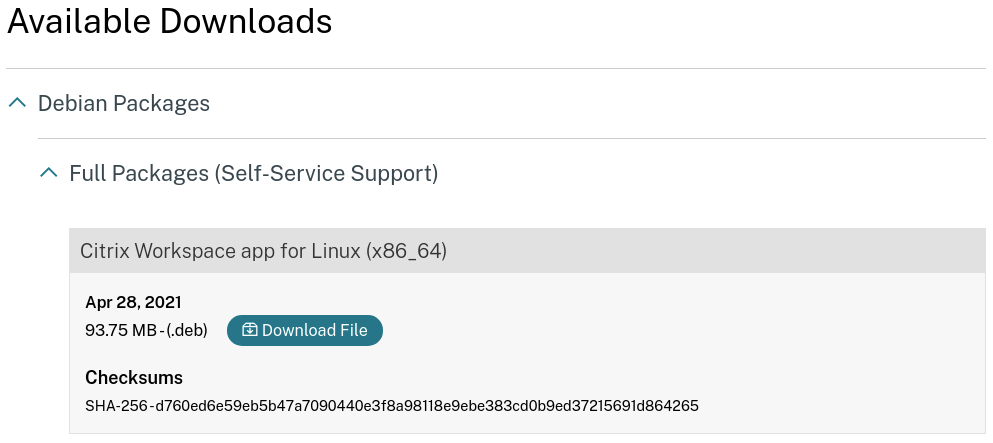 Available Downloads
Debian Packages
Full Packages (Self-Service Support)
Citrix Workspace app for Linux (x86_64)
Apr 28, 2021
93.75 MB - (.deb) Download File
Checksums
SHA-256 - d760ed6e59eb5b47a7090440e3f8a98118e9ebe383cd0b9ed37215691d864265